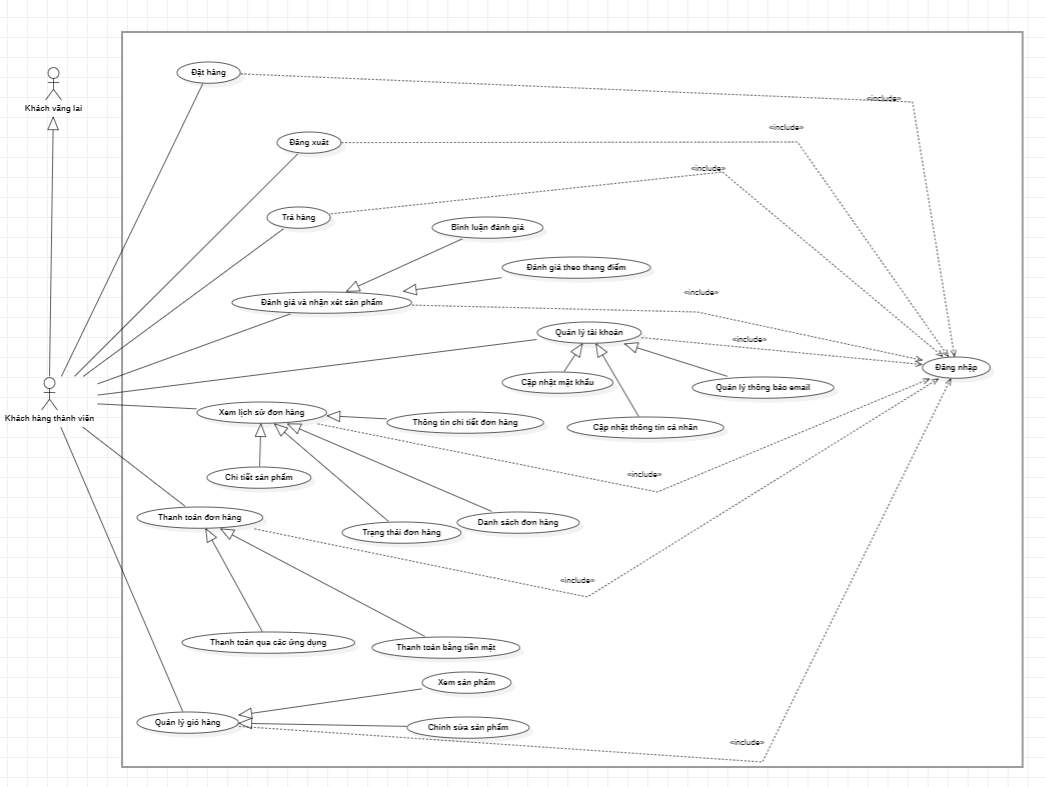 Đặt hàng
Khách vãng lai
«include»
«include»
Đăng xuất
«include»
Trả hàng
Bình luận đánh giá
Đánh giá theo thang điểm
«include»
Đánh giá và nhận xét sản phẩm
Quản lý tài khoản
«include»
Đăng nhập
Cập nhật mật khẩu
Quản lý thông báo email
Khách hàng thành viên
Xem lịch sử đơn hàng
Thông tin chi tiết đơn hàng
Cập nhật thông tin cá nhân
Chi tiết sản phẩm
«include»
Thanh toán đơn hàng
Danh sách đơn hàng
Trạng thái đơn hàng
«include»
Thanh toán qua các ứng dụng
Thanh toán bằng tiền mặt
Xem sản phẩm
Quản lý giỏ hàng
Chỉnh sửa sản phẩm
«include»